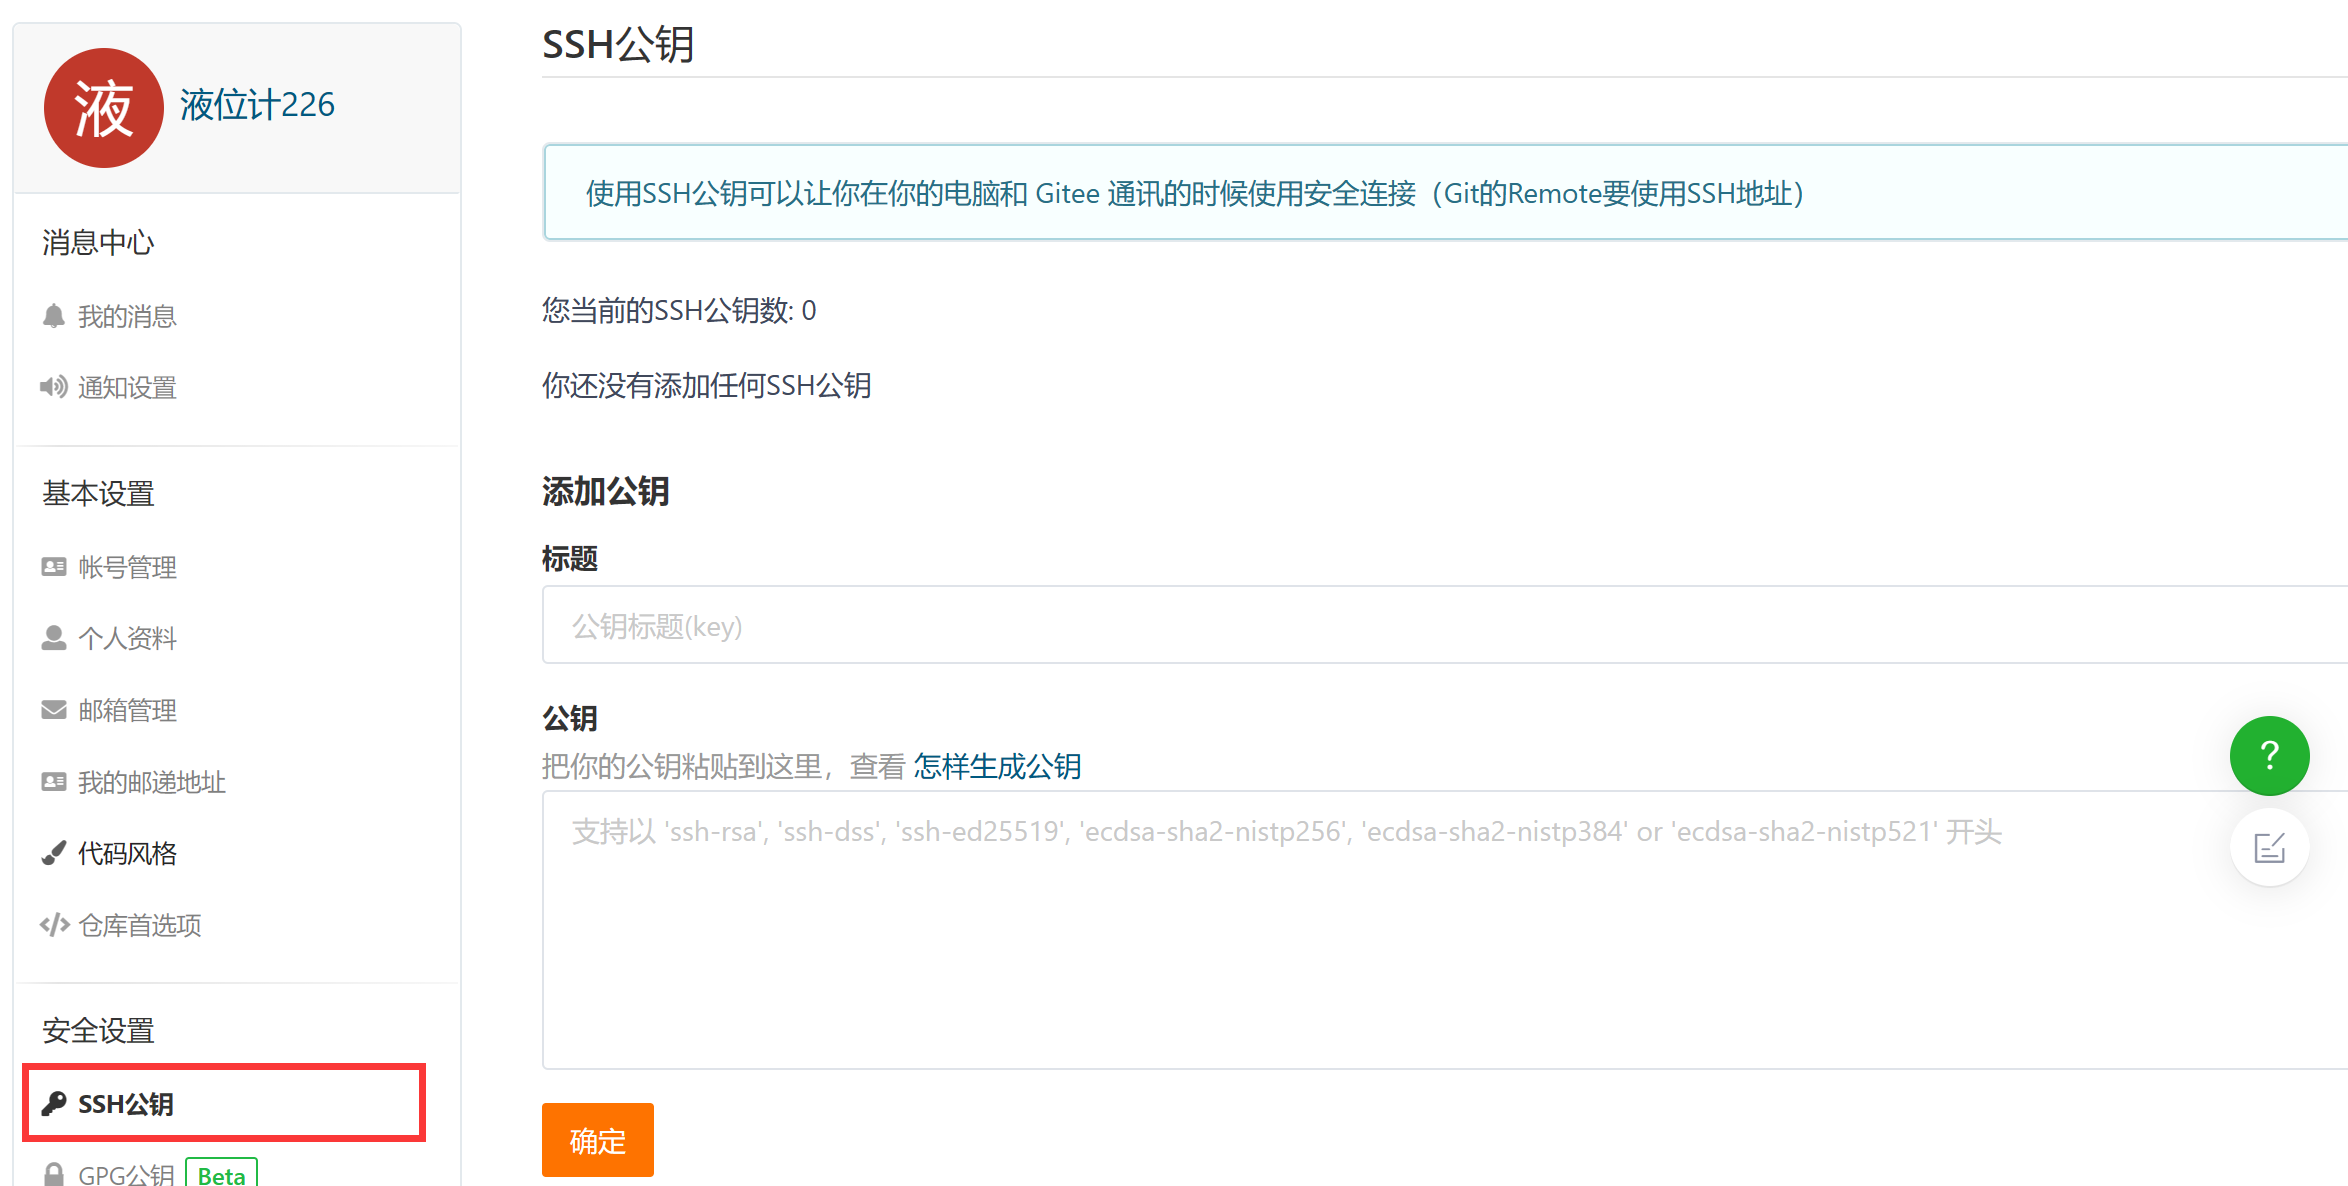 液
液位计226
消息中心
我的消息
通知设置
基本设置
帐号管理
个人资料
邮箱管理
我的邮递地址
代码风格
仓库首选项
安全设置
SSH公钥
GPG公钥 Beta
SSH公钥
使用SSH公钥可以让你在你的电脑和 Gitee 通讯的时候使用安全连接（Git的Remote要使用SSH地址）
您当前的SSH公钥数: 0
你还没有添加任何SSH公钥
添加公钥
标题
公钥标题(key)
公钥
把你的公钥粘贴到这里，查看 怎样生成公钥
支持以 'ssh-rsa', 'ssh-dss', 'ssh-ed25519', 'ecdsa-sha2-nistp256', 'ecdsa-sha2-nistp384' or 'ecdsa-sha2-nistp521' 开头
确定
?